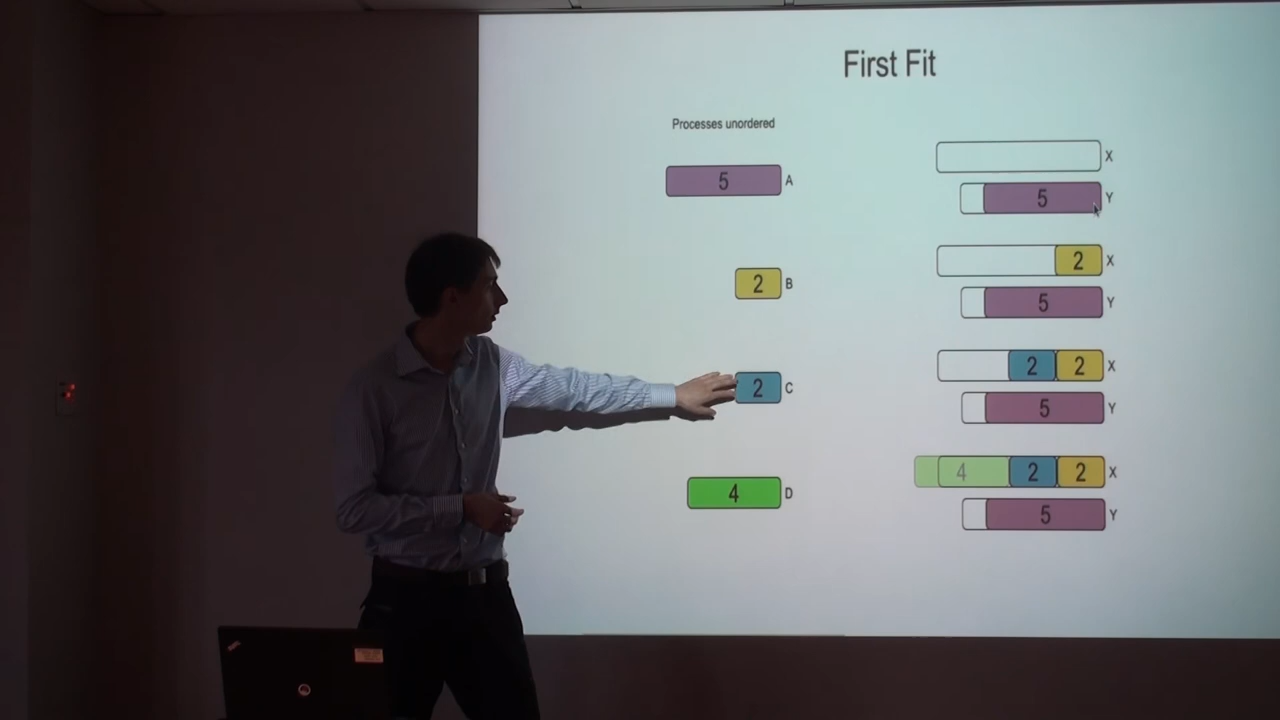 First Fit
Processes unordered
5 A
X
5 Y
2 B
2 X
5 Y
2 C
2 2 X
5 Y
4 D
4 2 2 X
5 Y